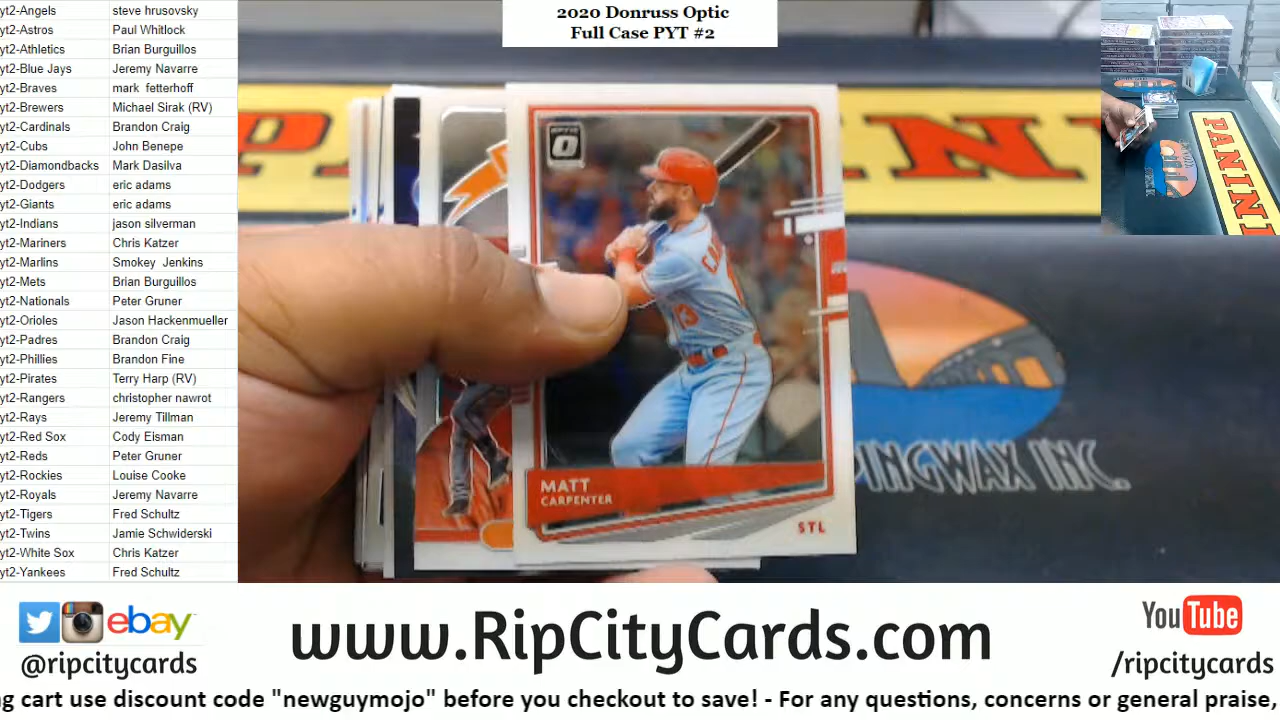 2020 Donruss Optic
Full Case PYT #2
yt2-Angels steve hrusovsky
yt2-Astros Paul Whitlock
yt2-Athletics Brian Burguillos
yt2-Blue Jays Jeremy Navarre
yt2-Braves mark fetterhoff
yt2-Brewers Michael Sirak (RV)
yt2-Cardinals Brandon Craig
yt2-Cubs John Benepe
yt2-Diamondbacks Mark Dasilva
yt2-Dodgers eric adams
yt2-Giants eric adams
yt2-Indians jason silverman
yt2-Mariners Chris Katzer
yt2-Marlins Smokey Jenkins
yt2-Mets Brian Burguillos
yt2-Nationals Peter Gruner
yt2-Orioles Jason Hackenmueller
yt2-Padres Brandon Craig
yt2-Phillies Brandon Fine
yt2-Pirates Terry Harp (RV)
yt2-Rangers christopher nawrot
yt2-Rays Jeremy Tillman
yt2-Red Sox Cody Elsman
yt2-Reds Peter Gruner
yt2-Rockies Louise Cooke
yt2-Royals Jeremy Navarre
yt2-Tigers Fred Schultz
yt2-Twins Jamie Schwiderski
yt2-White Sox Chris Katzer
yt2-Yankees Fred Schultz
OPTIC
O
13
MATT
CARPENTER
STL
PANINI
INGWAX INC.
ebay
@ripcitycards
www.RipCityCards.com
YouTube
/ripcitycards
g cart use discount code "newguymojo" before you checkout to save! - For any questions, concerns or general praise,